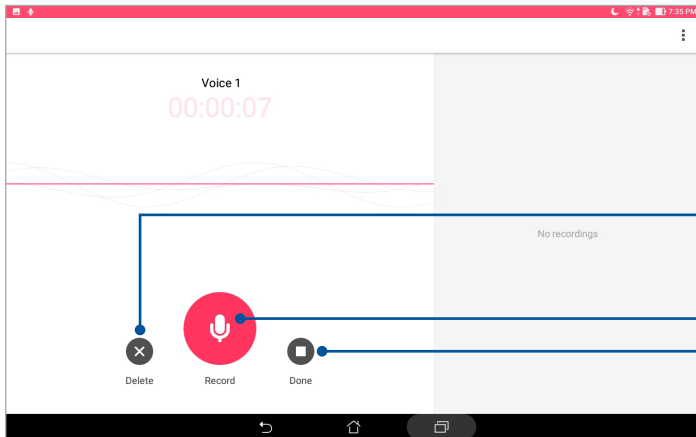 7:35 PM
Voice 1
00:00:07
No recordings
Delete
Record
Done